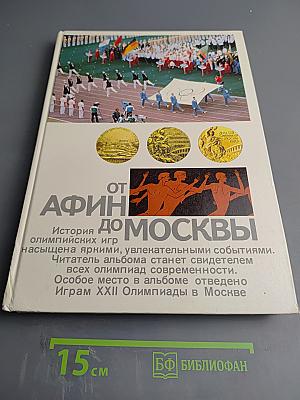 ОТ
АФИН
ДО МОСКВЫ
История
олимпийских игр
насыщена яркими, увлекательными событиями.
Читатель альбома станет свидетелем
всех олимпиад современности.
Особое место в альбоме отведено
Играм XXII Олимпиады в Москве
15 см
БФ БИБЛИОФАН